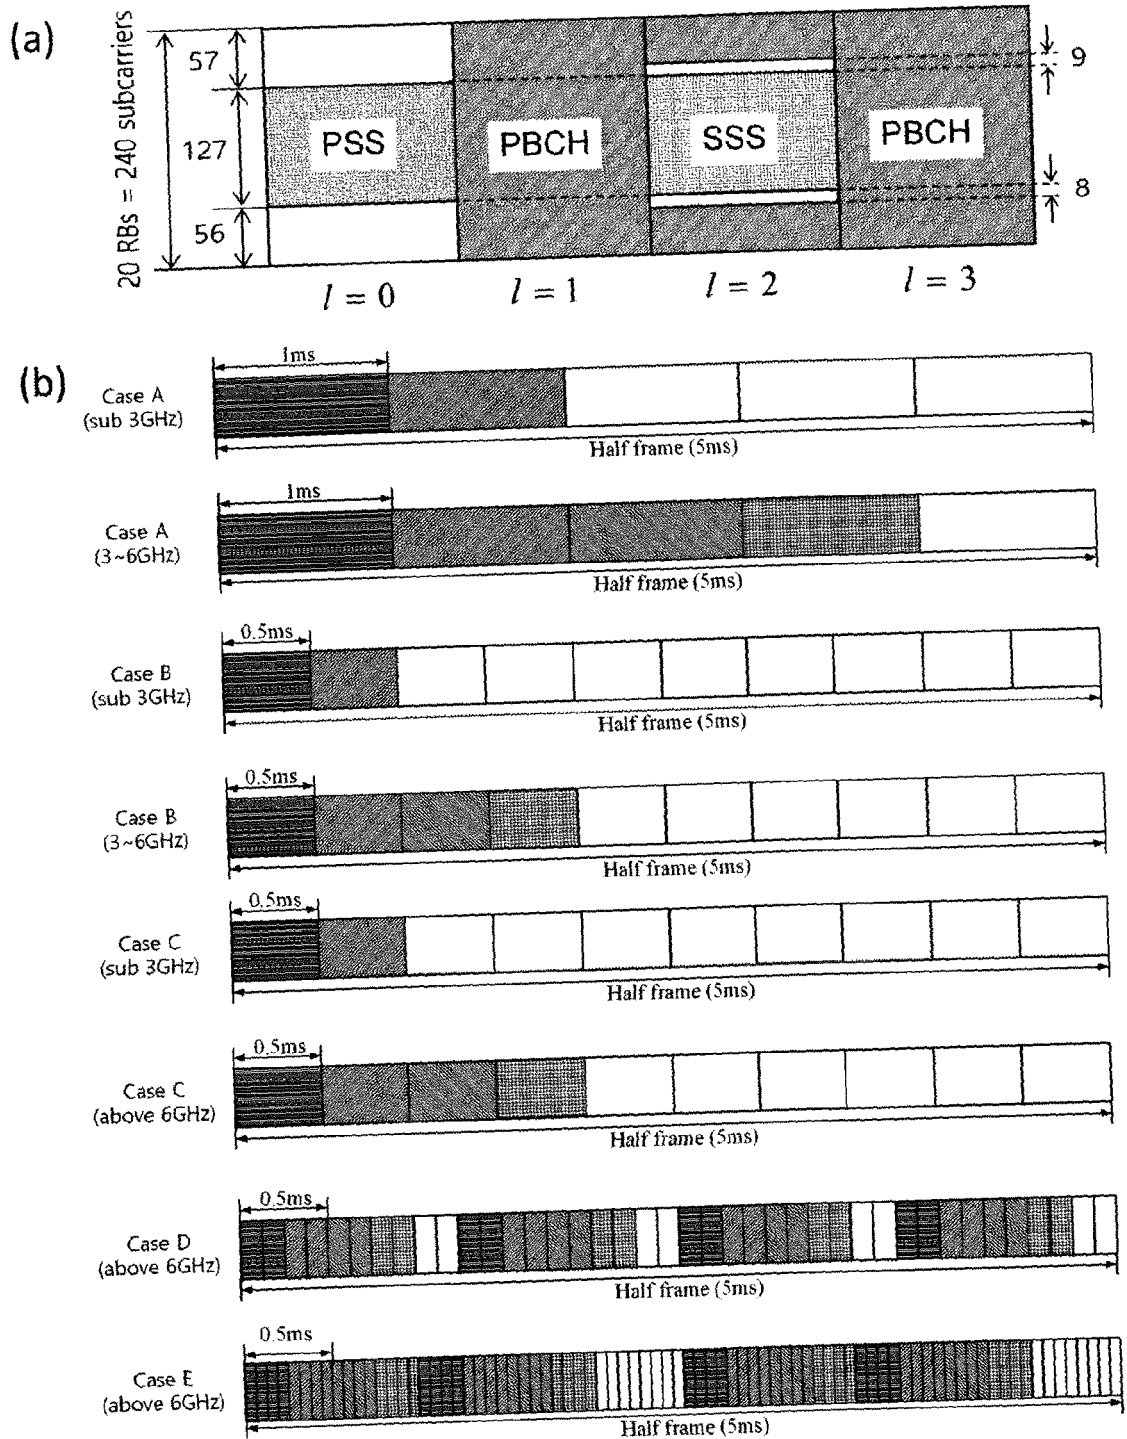 (a)
20 RBs = 240 subcarriers
57
127
56
PSS
PBCH
SSS
PBCH
9
8
l = 0
l = 1
l = 2
l = 3
(b)
Case A
(sub 3GHz)
1ms
Half frame (5ms)
Case A
(3~6GHz)
1ms
Half frame (5ms)
Case B
(sub 3GHz)
0.5ms
Half frame (5ms)
Case B
(3~6GHz)
0.5ms
Half frame (5ms)
Case C
(sub 3GHz)
0.5ms
Half frame (5ms)
Case C
(above 6GHz)
0.5ms
Half frame (5ms)
Case D
(above 6GHz)
0.5ms
Half frame (5ms)
Case E
(above 6GHz)
0.5ms
Half frame (5ms)